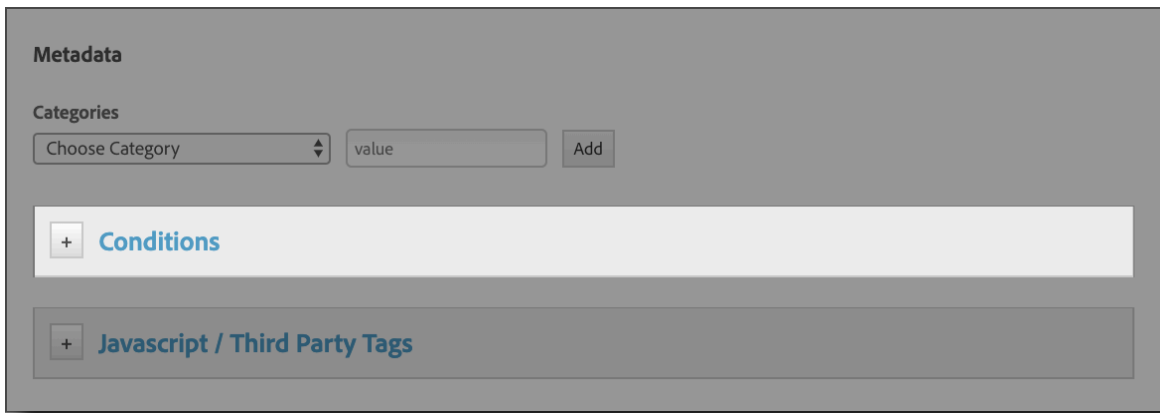 Metadata
Categories
Choose Category value Add
+ Conditions
+ Javascript / Third Party Tags